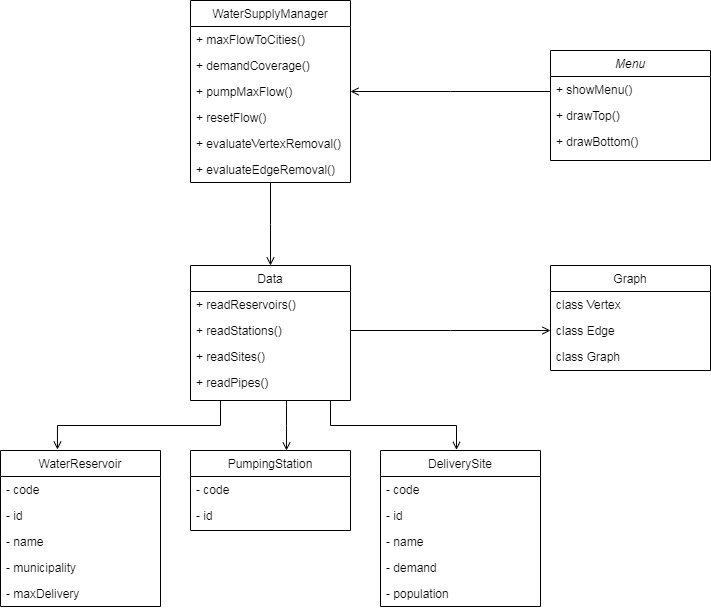 WaterSupplyManager
+ maxFlowToCities()
+ demandCoverage()
+ pumpMaxFlow()
+ resetFlow()
+ evaluateVertexRemoval()
+ evaluateEdgeRemoval()
Menu
+ showMenu()
+ drawTop()
+ drawBottom()
Data
+ readReservoirs()
+ readStations()
+ readSites()
+ readPipes()
Graph
class Vertex
class Edge
class Graph
WaterReservoir
- code
- id
- name
- municipality
- maxDelivery
PumpingStation
- code
- id
DeliverySite
- code
- id
- name
- demand
- population